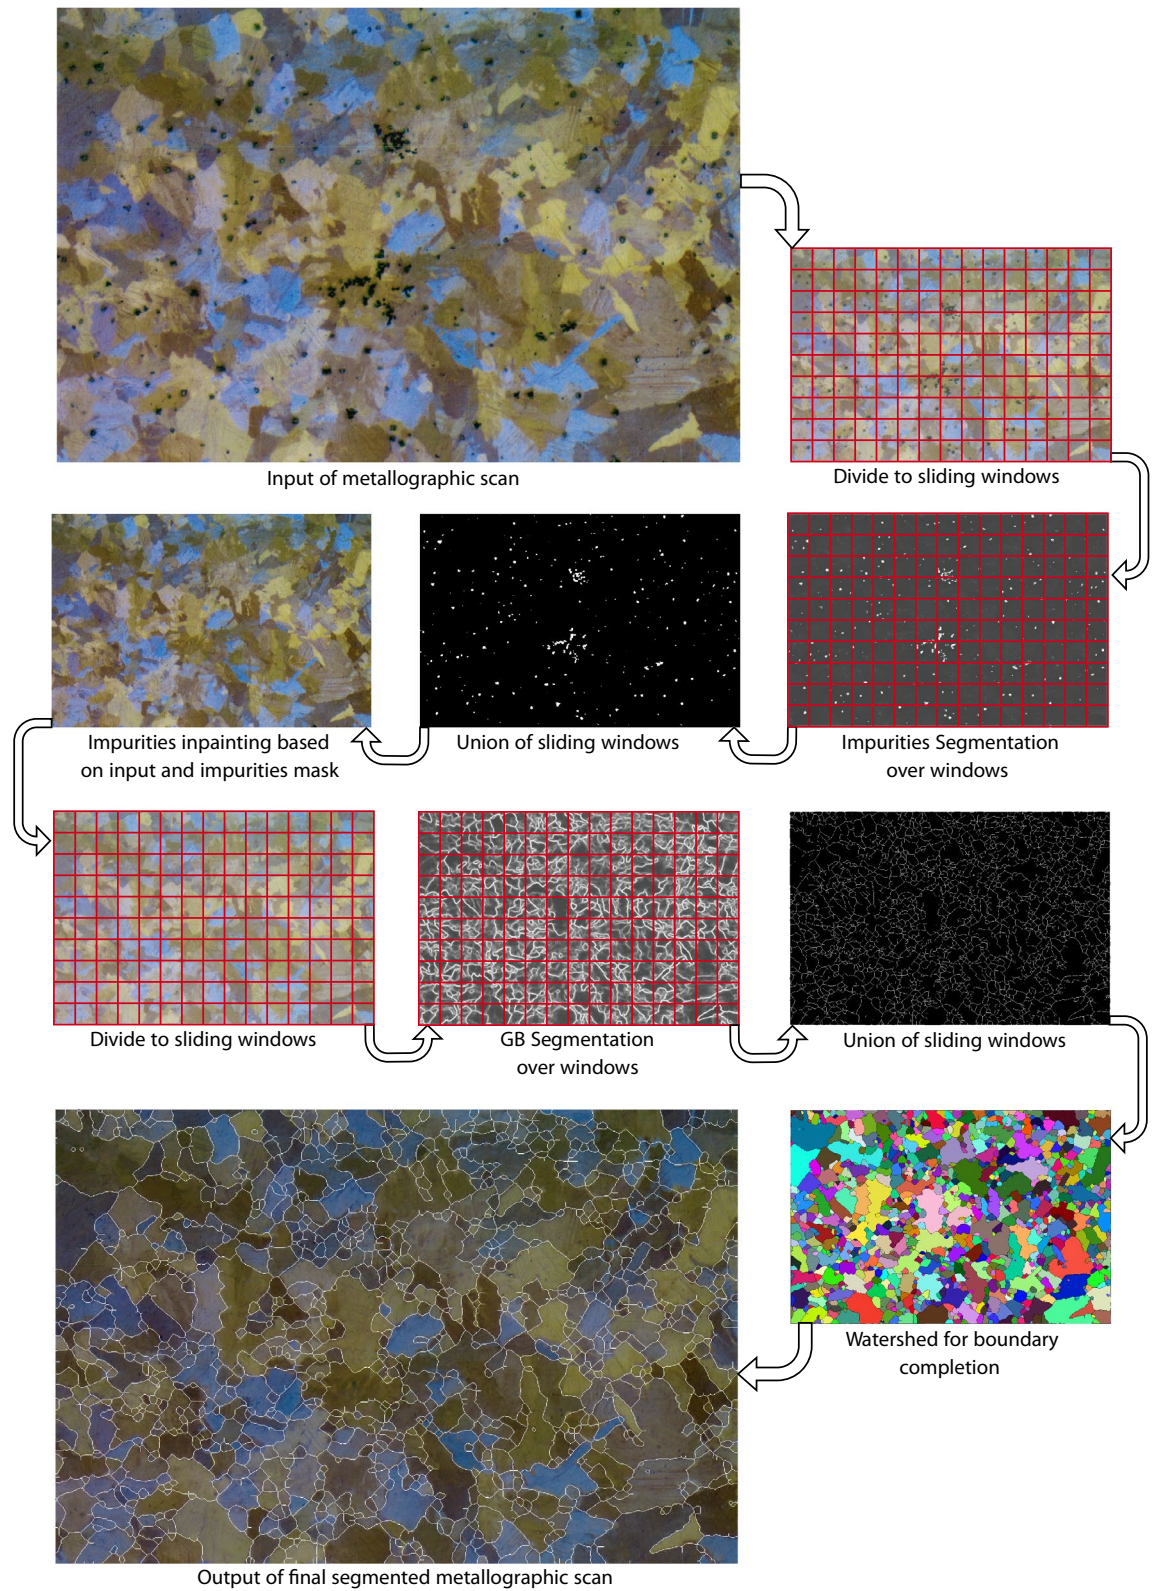 Input of metallographic scan
Divide to sliding windows
Impurities Segmentation
over windows
Union of sliding windows
Impurities inpainting based
on input and impurities mask
Divide to sliding windows
GB Segmentation
over windows
Union of sliding windows
Watershed for boundary
completion
Output of final segmented metallographic scan